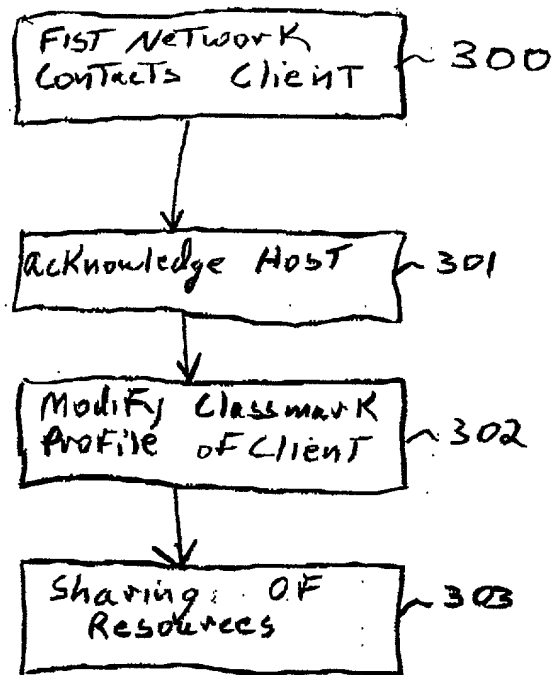 FIST NETWORK
CONTACTS CLIENT
300
acknowledge HOST
301
Modify Classmark
Profile of Client
302
Sharing OF
Resources
303